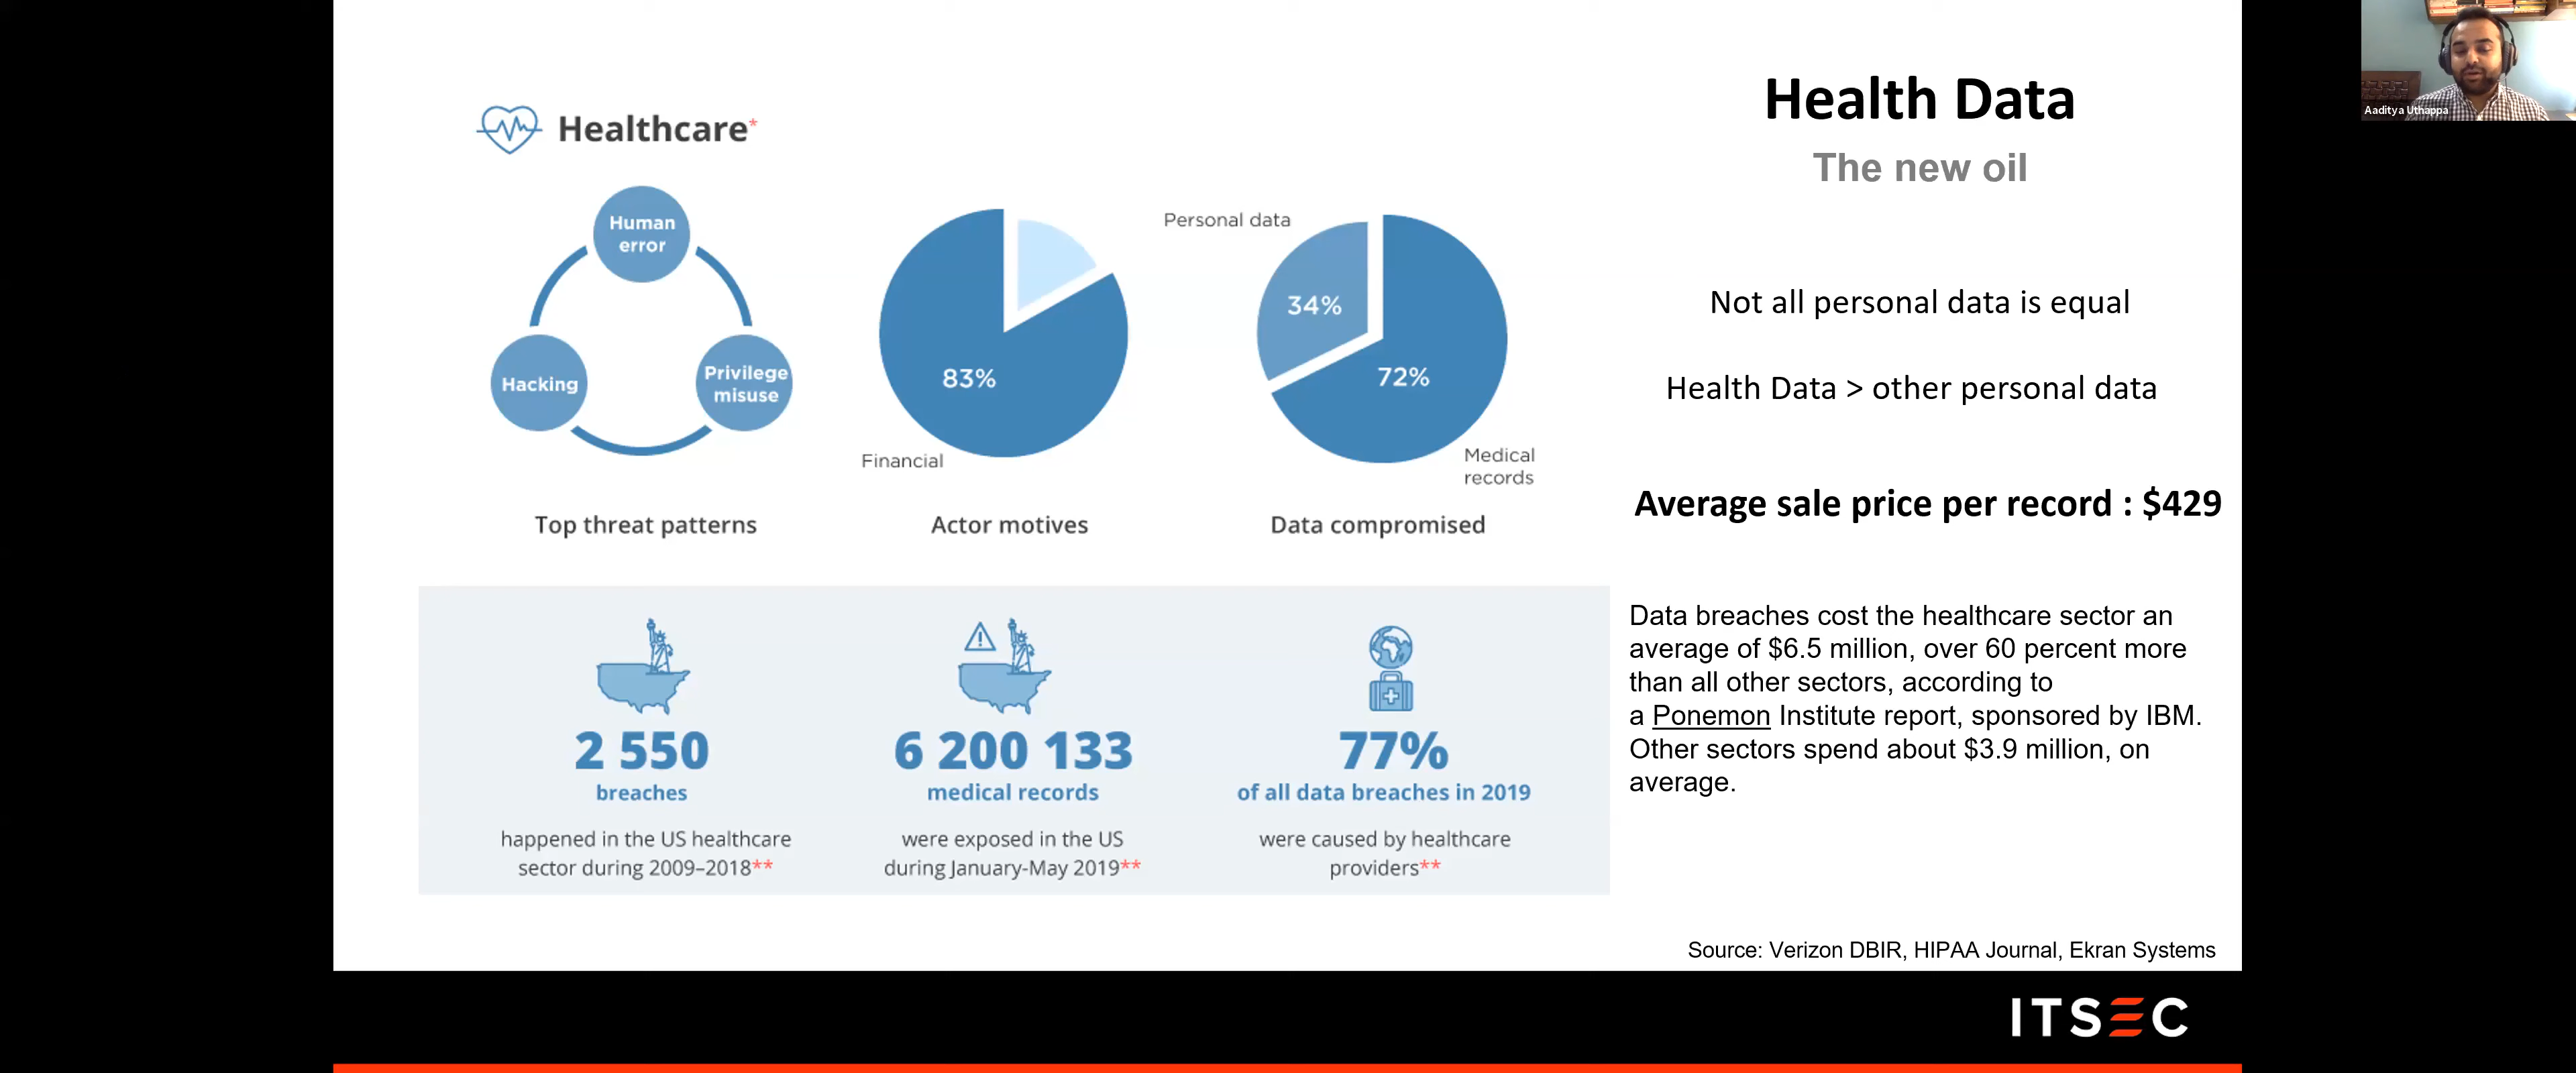 Healthcare*
Human
error
Hacking
Privilege
misuse
Top threat patterns
83%
Financial
Actor motives
Personal data
34%
72%
Medical
records
Data compromised
2 550
breaches
happened in the US healthcare
sector during 2009–2018**
6 200 133
medical records
were exposed in the US
during January-May 2019**
77%
of all data breaches in 2019
were caused by healthcare
providers**
Health Data
The new oil
Not all personal data is equal
Health Data > other personal data
Average sale price per record : $429
Data breaches cost the healthcare sector an
average of $6.5 million, over 60 percent more
than all other sectors, according to
a Ponemon Institute report, sponsored by IBM.
Other sectors spend about $3.9 million, on
average.
Source: Verizon DBIR, HIPAA Journal, Ekran Systems
Aaditya Uthappa
ITSEC